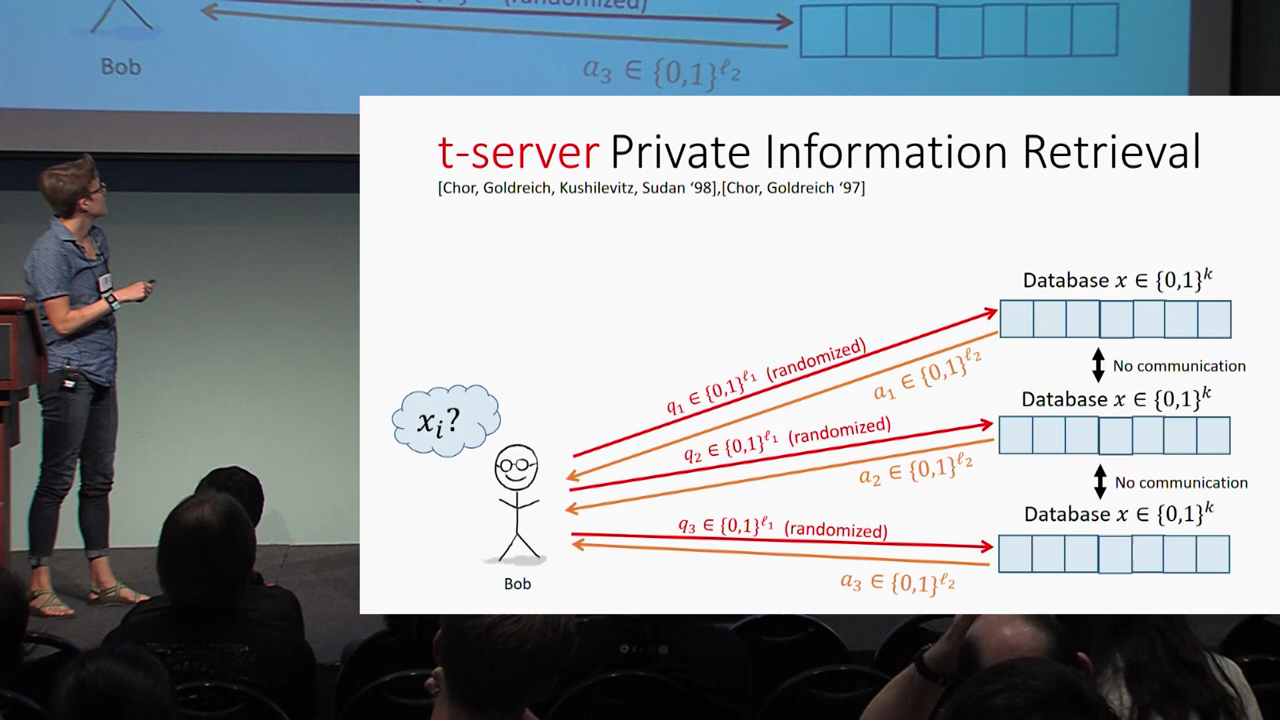 (randomized)
Bob
a₃ ∈ {0,1}^ℓ₂
t-server Private Information Retrieval
[Chor, Goldreich, Kushilevitz, Sudan ‘98],[Chor, Goldreich ‘97]
Database x ∈ {0,1}^k
q₁ ∈ {0,1}^ℓ₁ (randomized)
a₁ ∈ {0,1}^ℓ₂
No communication
x_i?
Database x ∈ {0,1}^k
q₂ ∈ {0,1}^ℓ₁ (randomized)
a₂ ∈ {0,1}^ℓ₂
No communication
Database x ∈ {0,1}^k
q₃ ∈ {0,1}^ℓ₁ (randomized)
a₃ ∈ {0,1}^ℓ₂
Bob